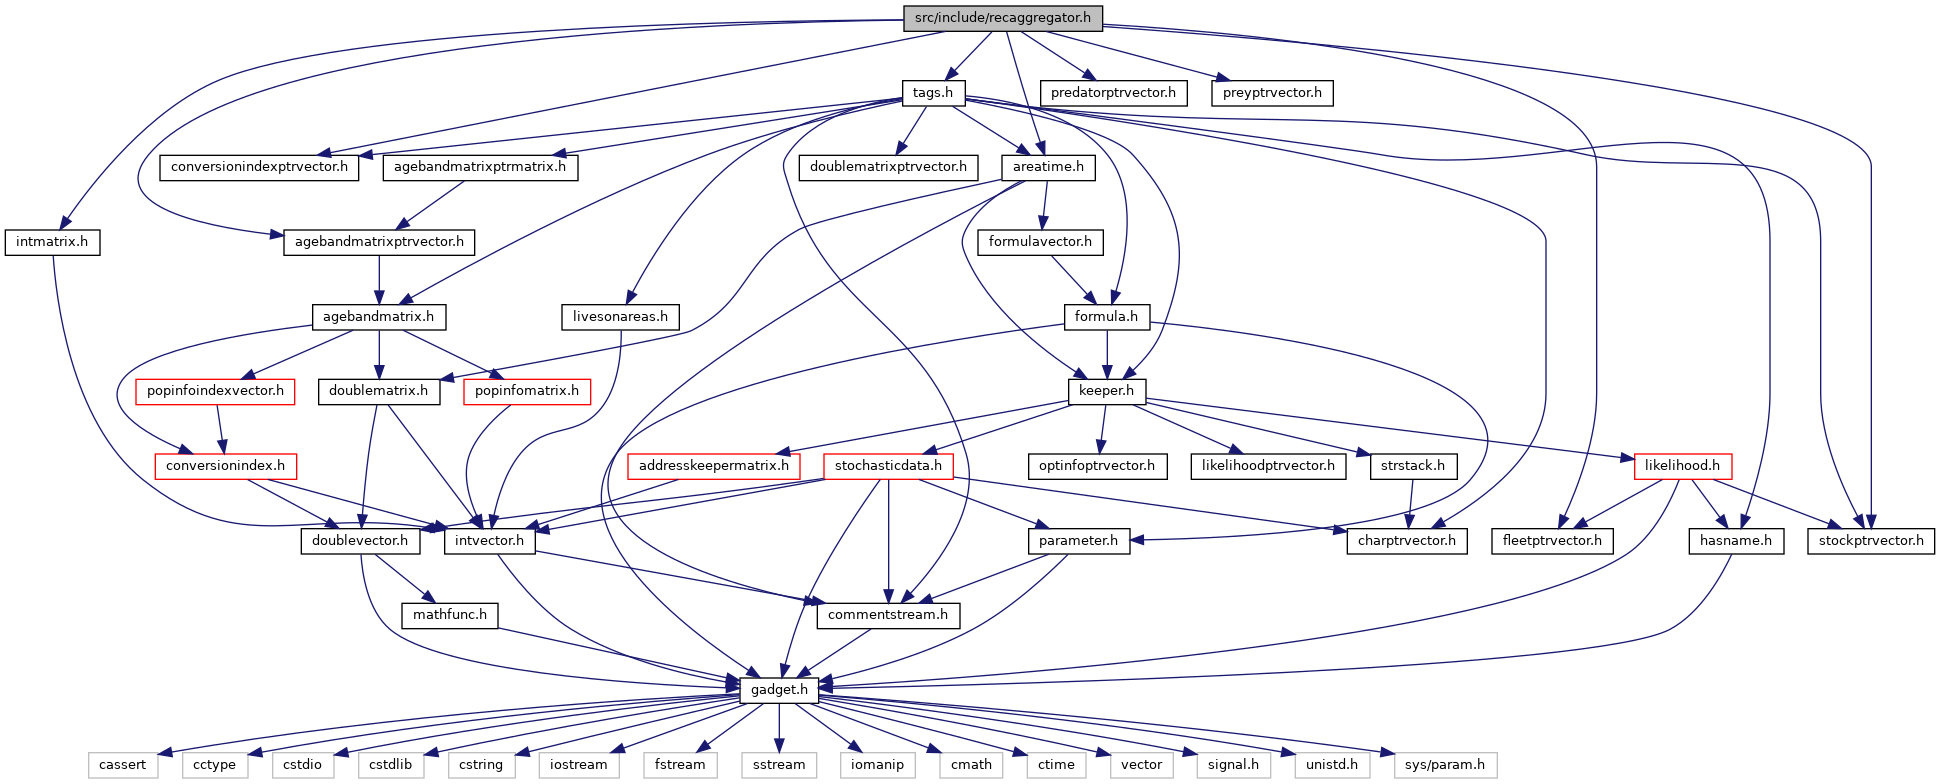 src/include/recaggregator.h
tags.h
predatorptrvector.h
preyptrvector.h
conversionindexptrvector.h
agebandmatrixptrmatrix.h
doublematrixptrvector.h
areatime.h
intmatrix.h
agebandmatrixptrvector.h
formulavector.h
agebandmatrix.h
livesonareas.h
formula.h
popinfoindexvector.h
doublematrix.h
popinfomatrix.h
keeper.h
conversionindex.h
addresskeepermatrix.h
stochasticdata.h
optinfoptrvector.h
likelihoodptrvector.h
strstack.h
likelihood.h
doublevector.h
intvector.h
parameter.h
charptrvector.h
fleetptrvector.h
hasname.h
stockptrvector.h
mathfunc.h
commentstream.h
gadget.h
cassert
cctype
cstdio
cstdlib
cstring
iostream
fstream
sstream
iomanip
cmath
ctime
vector
signal.h
unistd.h
sys/param.h